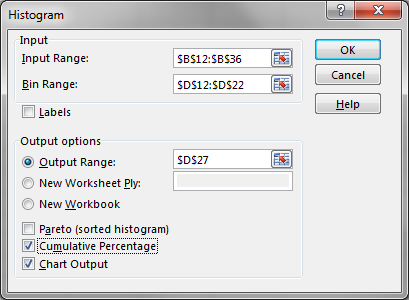 Histogram
?
Input
Input Range:
$B$12:$B$36
OK
Bin Range:
$D$12:$D$22
Cancel
Labels
Help
Output options
Output Range:
$D$27
New Worksheet Ply:
New Workbook
Pareto (sorted histogram)
Cumulative Percentage
Chart Output